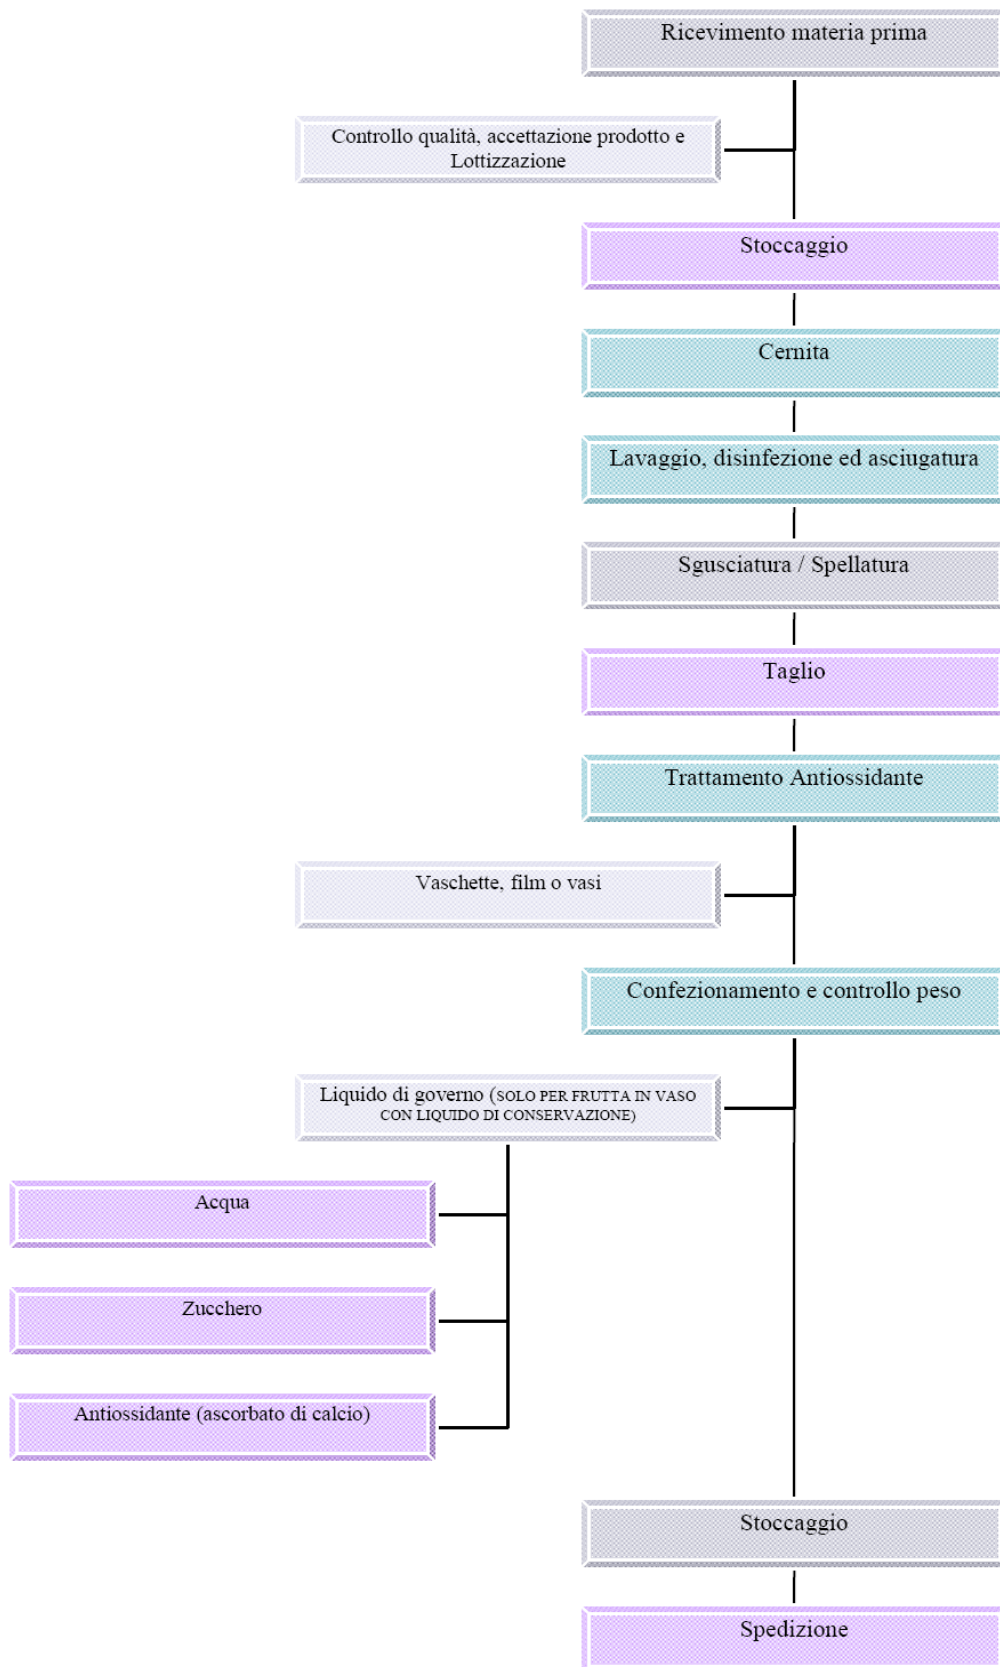 Ricevimento materia prima
Controllo qualità, accettazione prodotto e
Lottizzazione
Stoccaggio
Cernita
Lavaggio, disinfezione ed asciugatura
Sgusciatura / Spellatura
Taglio
Trattamento Antiossidante
Vaschette, film o vasi
Confezionamento e controllo peso
Liquido di governo (SOLO PER FRUTTA IN VASO
CON LIQUIDO DI CONSERVAZIONE)
Acqua
Zucchero
Antiossidante (ascorbato di calcio)
Stoccaggio
Spedizione